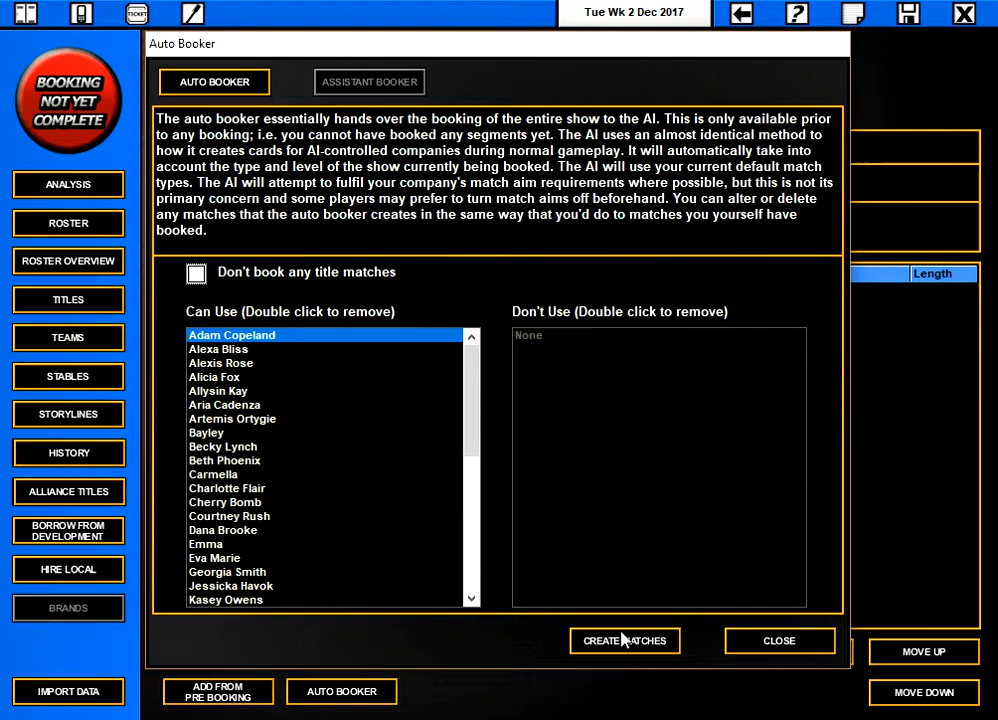 TICKET
Tue Wk 2 Dec 2017
?
X
BOOKING
NOT YET
COMPLETE
ANALYSIS
ROSTER
ROSTER OVERVIEW
TITLES
TEAMS
STABLES
STORYLINES
HISTORY
ALLIANCE TITLES
BORROW FROM
DEVELOPMENT
HIRE LOCAL
BRANDS
IMPORT DATA
Auto Booker
AUTO BOOKER
ASSISTANT BOOKER
The auto booker essentially hands over the booking of the entire show to the AI. This is only available prior
to any booking; i.e. you cannot have booked any segments yet. The AI uses an almost identical method to
how it creates cards for AI-controlled companies during normal gameplay. It will automatically take into
account the type and level of the show currently being booked. The AI will use your current default match
types. The AI will attempt to fulfil your company's match aim requirements where possible, but this is not its
primary concern and some players may prefer to turn match aims off beforehand. You can alter or delete
any matches that the auto booker creates in the same way that you'd do to matches you yourself have
booked.
Don't book any title matches
Can Use (Double click to remove)
Adam Copeland
Alexa Bliss
Alexis Rose
Alicia Fox
Allysin Kay
Aria Cadenza
Artemis Ortygie
Bayley
Becky Lynch
Beth Phoenix
Carmella
Charlotte Flair
Cherry Bomb
Courtney Rush
Dana Brooke
Emma
Eva Marie
Georgia Smith
Jessicka Havok
Kasey Owens
Don't Use (Double click to remove)
None
CREATE MATCHES
CLOSE
Length
ADD FROM
PRE BOOKING
AUTO BOOKER
MOVE UP
MOVE DOWN